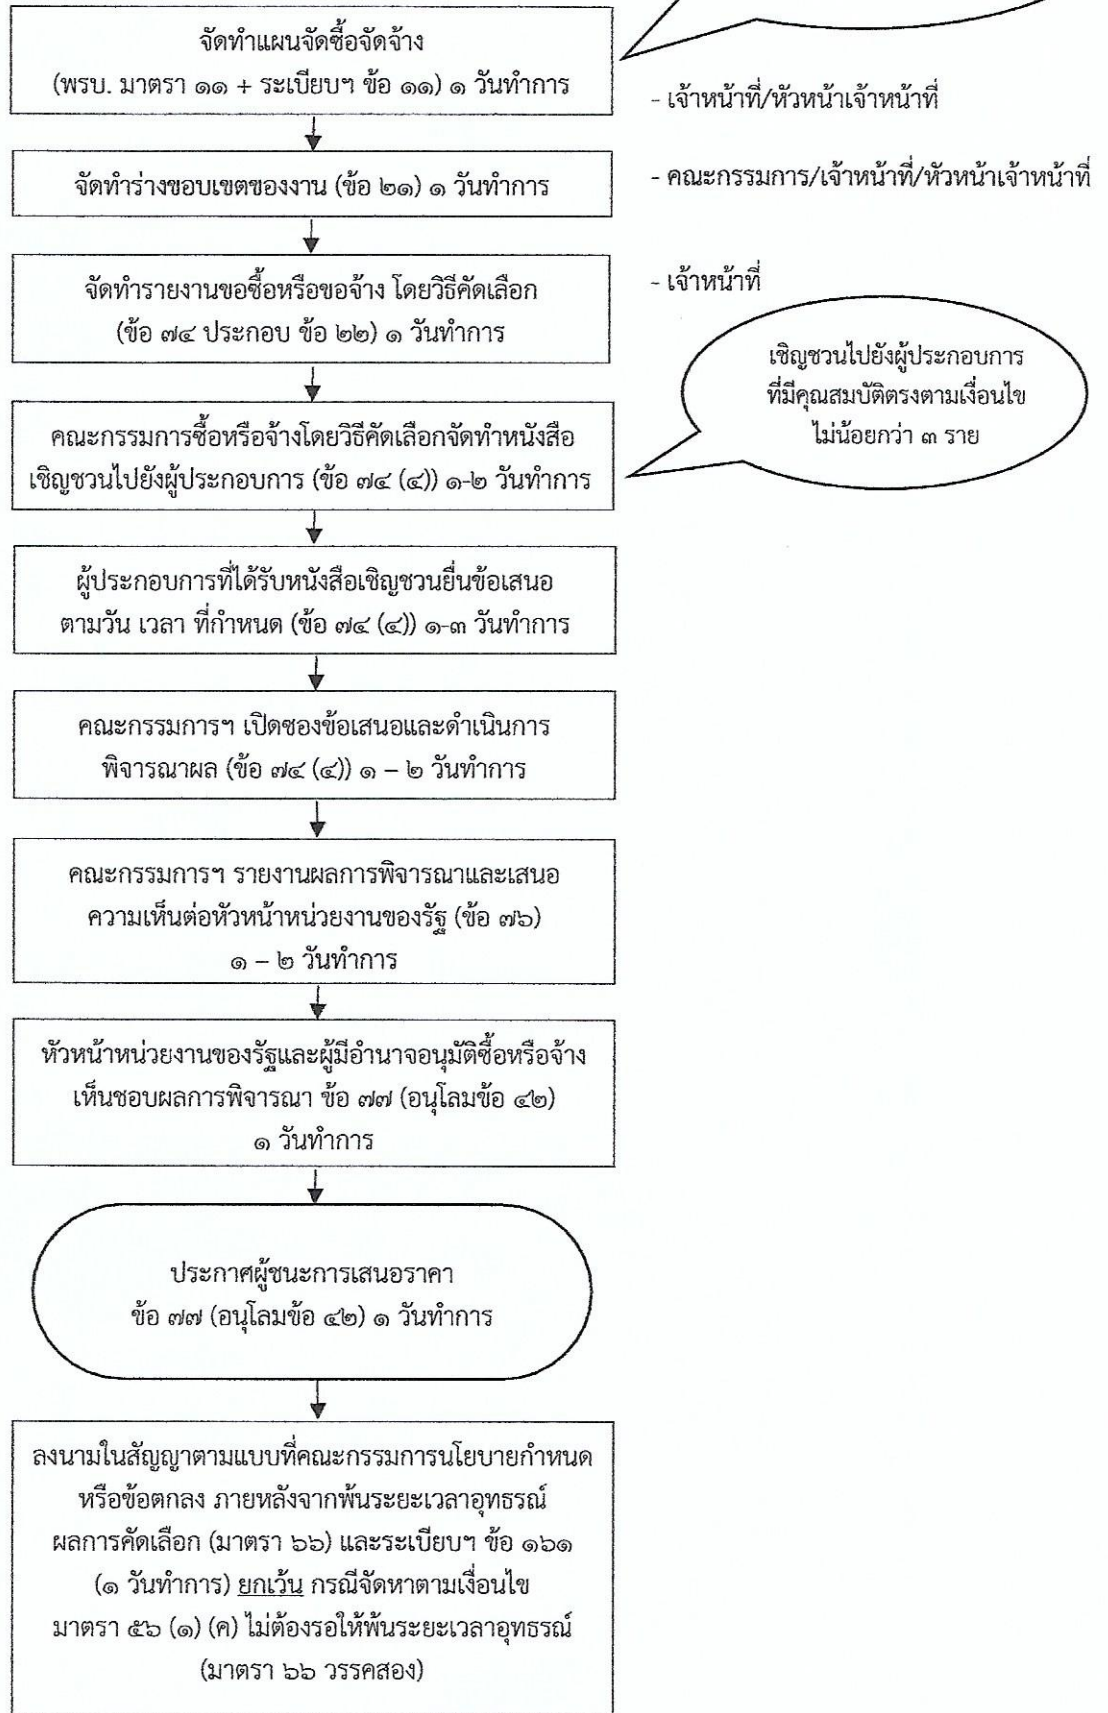 จัดทำแผนจัดซื้อจัดจ้าง
(พรบ. มาตรา ๑๑ + ระเบียบฯ ข้อ ๑๑) ๑ วันทำการ
- เจ้าหน้าที่/หัวหน้าเจ้าหน้าที่
จัดทำร่างขอบเขตของงาน (ข้อ ๒๑) ๑ วันทำการ
- คณะกรรมการ/เจ้าหน้าที่/หัวหน้าเจ้าหน้าที่
จัดทำรายงานขอซื้อหรือขอจ้าง โดยวิธีคัดเลือก
(ข้อ ๗๔ ประกอบ ข้อ ๒๒) ๑ วันทำการ
- เจ้าหน้าที่
เชิญชวนไปยังผู้ประกอบการ
ที่มีคุณสมบัติตรงตามเงื่อนไข
ไม่น้อยกว่า ๓ ราย
คณะกรรมการซื้อหรือจ้างโดยวิธีคัดเลือกจัดทำหนังสือ
เชิญชวนไปยังผู้ประกอบการ (ข้อ ๗๔ (๔)) ๑-๒ วันทำการ
ผู้ประกอบการที่ได้รับหนังสือเชิญชวนยื่นข้อเสนอ
ตามวัน เวลา ที่กำหนด (ข้อ ๗๔ (๔)) ๑-๓ วันทำการ
คณะกรรมการฯ เปิดซองข้อเสนอและดำเนินการ
พิจารณาผล (ข้อ ๗๔ (๔)) ๑ – ๒ วันทำการ
คณะกรรมการฯ รายงานผลการพิจารณาและเสนอ
ความเห็นต่อหัวหน้าหน่วยงานของรัฐ (ข้อ ๗๖)
๑ – ๒ วันทำการ
หัวหน้าหน่วยงานของรัฐและผู้มีอำนาจอนุมัติซื้อหรือจ้าง
เห็นชอบผลการพิจารณา ข้อ ๗๗ (อนุโลมข้อ ๔๒)
๑ วันทำการ
ประกาศผู้ชนะการเสนอราคา
ข้อ ๗๗ (อนุโลมข้อ ๔๒) ๑ วันทำการ
ลงนามในสัญญาตามแบบที่คณะกรรมการนโยบายกำหนด
หรือข้อตกลง ภายหลังจากพ้นระยะเวลาอุทธรณ์
ผลการคัดเลือก (มาตรา ๖๖) และระเบียบฯ ข้อ ๑๖๑
(๑ วันทำการ) ยกเว้น กรณีจัดหาตามเงื่อนไข
มาตรา ๕๖ (๑) (ค) ไม่ต้องรอให้พ้นระยะเวลาอุทธรณ์
(มาตรา ๖๖ วรรคสอง)